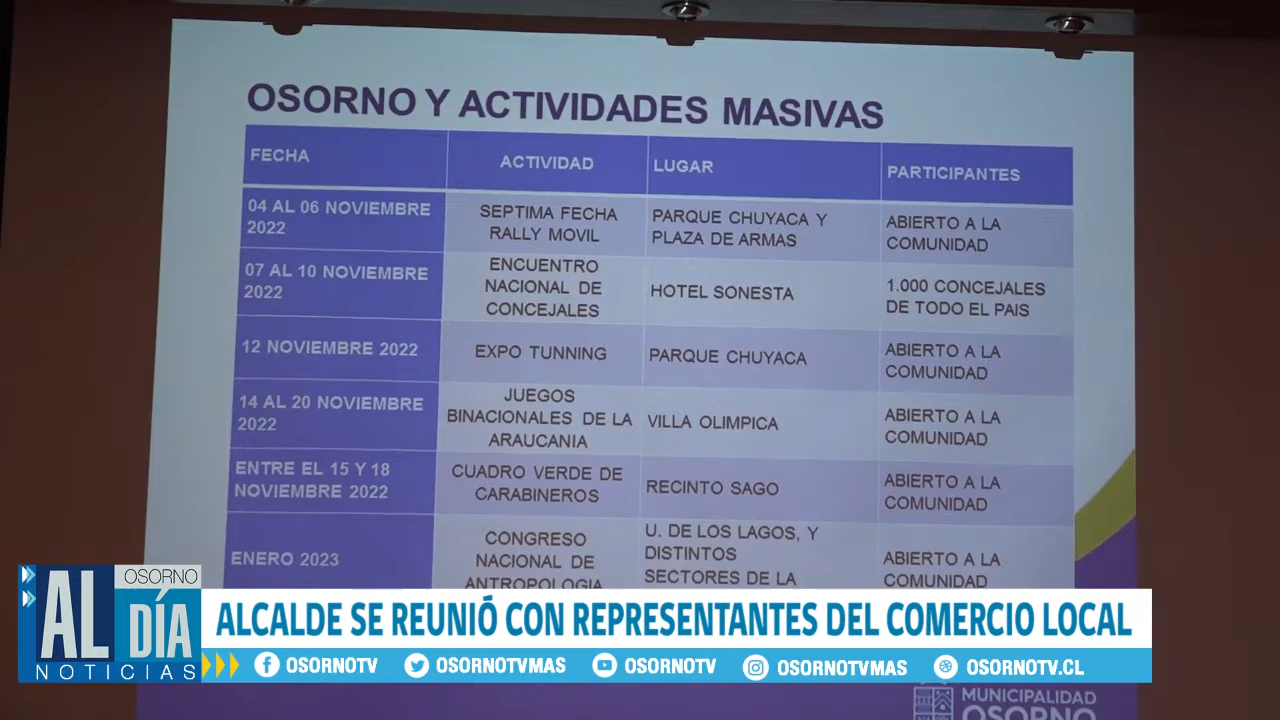 OSORNO Y ACTIVIDADES MASIVAS
FECHA
ACTIVIDAD
LUGAR
PARTICIPANTES
04 AL 06 NOVIEMBRE
2022
SEPTIMA FECHA
RALLY MOVIL
PARQUE CHUYACA Y
PLAZA DE ARMAS
ABIERTO A LA
COMUNIDAD
07 AL 10 NOVIEMBRE
2022
ENCUENTRO
NACIONAL DE
CONCEJALES
HOTEL SONESTA
1.000 CONCEJALES
DE TODO EL PAIS
12 NOVIEMBRE 2022
EXPO TUNNING
PARQUE CHUYACA
ABIERTO A LA
COMUNIDAD
14 AL 20 NOVIEMBRE
2022
JUEGOS
BINACIONALES DE LA
ARAUCANIA
VILLA OLIMPICA
ABIERTO A LA
COMUNIDAD
ENTRE EL 15 Y 18
NOVIEMBRE 2022
CUADRO VERDE DE
CARABINEROS
RECINTO SAGO
ABIERTO A LA
COMUNIDAD
ENERO 2023
CONGRESO
NACIONAL DE
ANTROPOLOGIA
U. DE LOS LAGOS, Y
DISTINTOS
SECTORES DE LA
ABIERTO A LA
COMUNIDAD
OSORNO
AL DÍA
NOTICIAS
ALCALDE SE REUNIÓ CON REPRESENTANTES DEL COMERCIO LOCAL
OSORNOTV OSORNOTVMAS OSORNOTV OSORNOTVMAS OSORNOTV.CL
MUNICIPALIDAD
OSORNO